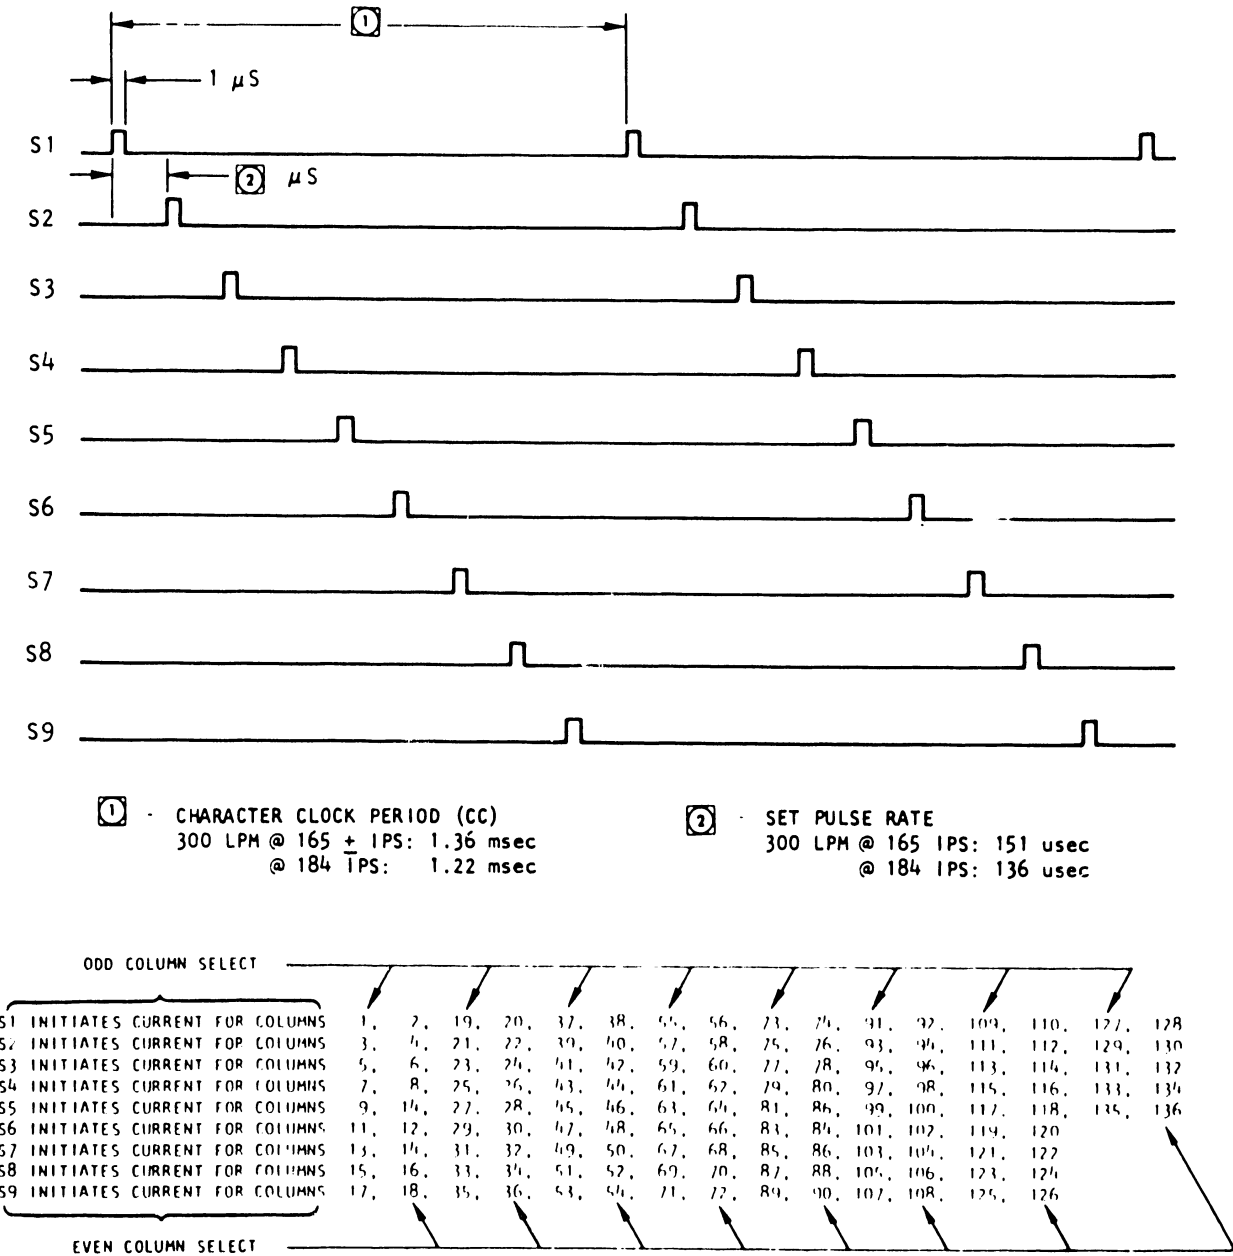 1
1 μS
S1
2 μS
S2
S3
S4
S5
S6
S7
S8
S9
1 - CHARACTER CLOCK PERIOD (CC)
300 LPM @ 165 ± IPS: 1.36 msec
@ 184 IPS: 1.22 msec
2 - SET PULSE RATE
300 LPM @ 165 IPS: 151 usec
@ 184 IPS: 136 usec
ODD COLUMN SELECT
S1 INITIATES CURRENT FOR COLUMNS 1, 2, 19, 20, 37, 38, 55, 56, 73, 74, 91, 92, 109, 110, 127, 128
S2 INITIATES CURRENT FOR COLUMNS 3, 4, 21, 22, 39, 40, 57, 58, 75, 76, 93, 94, 111, 112, 129, 130
S3 INITIATES CURRENT FOR COLUMNS 5, 6, 23, 24, 41, 42, 59, 60, 77, 78, 95, 96, 113, 114, 131, 132
S4 INITIATES CURRENT FOR COLUMNS 7, 8, 25, 26, 43, 44, 61, 62, 79, 80, 97, 98, 115, 116, 133, 134
S5 INITIATES CURRENT FOR COLUMNS 9, 14, 27, 28, 45, 46, 63, 64, 81, 86, 99, 100, 117, 118, 135, 136
S6 INITIATES CURRENT FOR COLUMNS 11, 12, 29, 30, 47, 48, 65, 66, 83, 84, 101, 102, 119, 120
S7 INITIATES CURRENT FOR COLUMNS 13, 14, 31, 32, 49, 50, 67, 68, 85, 86, 103, 104, 121, 122
S8 INITIATES CURRENT FOR COLUMNS 15, 16, 33, 34, 51, 52, 69, 70, 87, 88, 105, 106, 123, 124
S9 INITIATES CURRENT FOR COLUMNS 17, 18, 35, 36, 53, 54, 71, 72, 89, 90, 107, 108, 125, 126
EVEN COLUMN SELECT